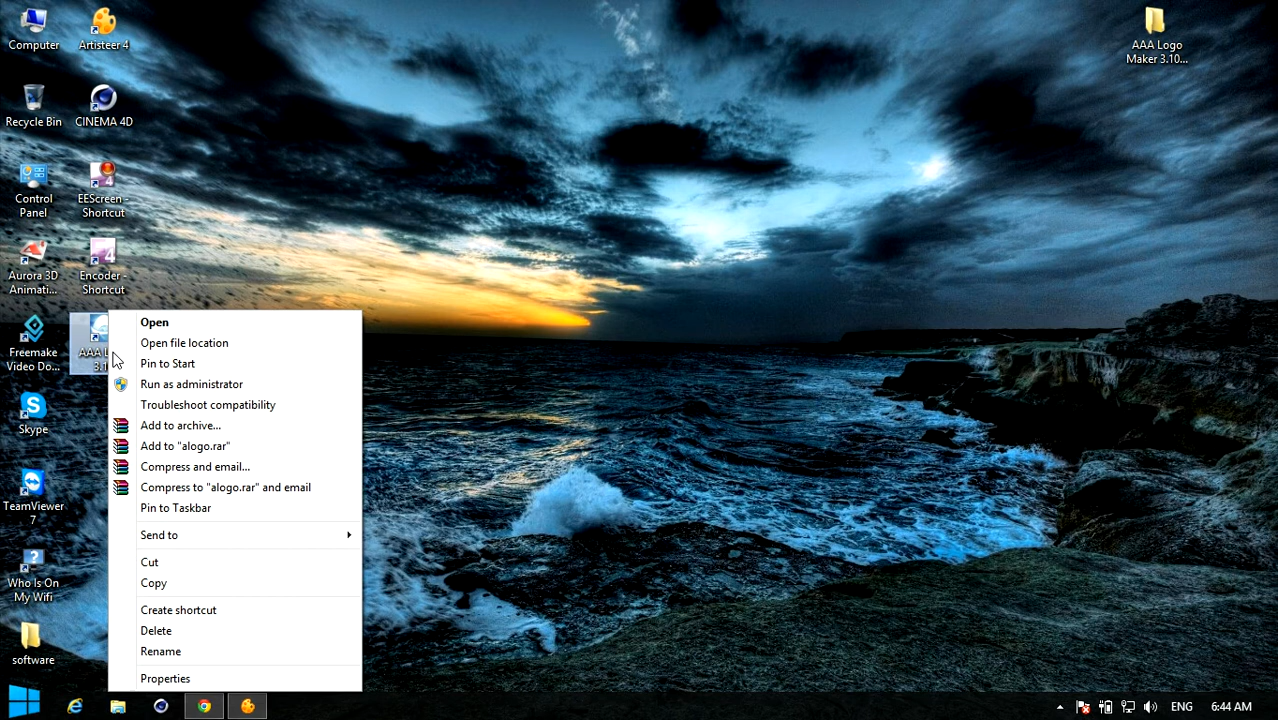 Computer
Artisteer 4
Recycle Bin
CINEMA 4D
Control
Panel
EEScreen -
Shortcut
Aurora 3D
Animati...
Encoder -
Shortcut
Freemake
Video Do...
AAA L
3.1
Skype
TeamViewer
7
Who Is On
My Wifi
software
AAA Logo
Maker 3.10...
Open
Open file location
Pin to Start
Run as administrator
Troubleshoot compatibility
Add to archive...
Add to "alogo.rar"
Compress and email...
Compress to "alogo.rar" and email
Pin to Taskbar
Send to
Cut
Copy
Create shortcut
Delete
Rename
Properties
ENG
6:44 AM